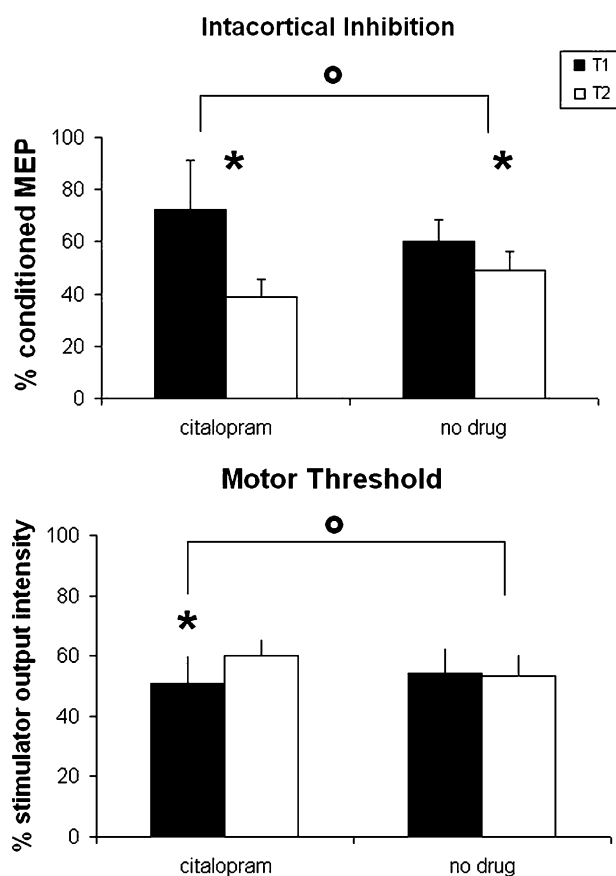 Intacortical Inhibition
T1
T2
% conditioned MEP
100
80
60
40
20
0
* *
citalopram no drug
Motor Threshold
% stimulator output intensity
100
80
60
40
20
0
*
citalopram no drug